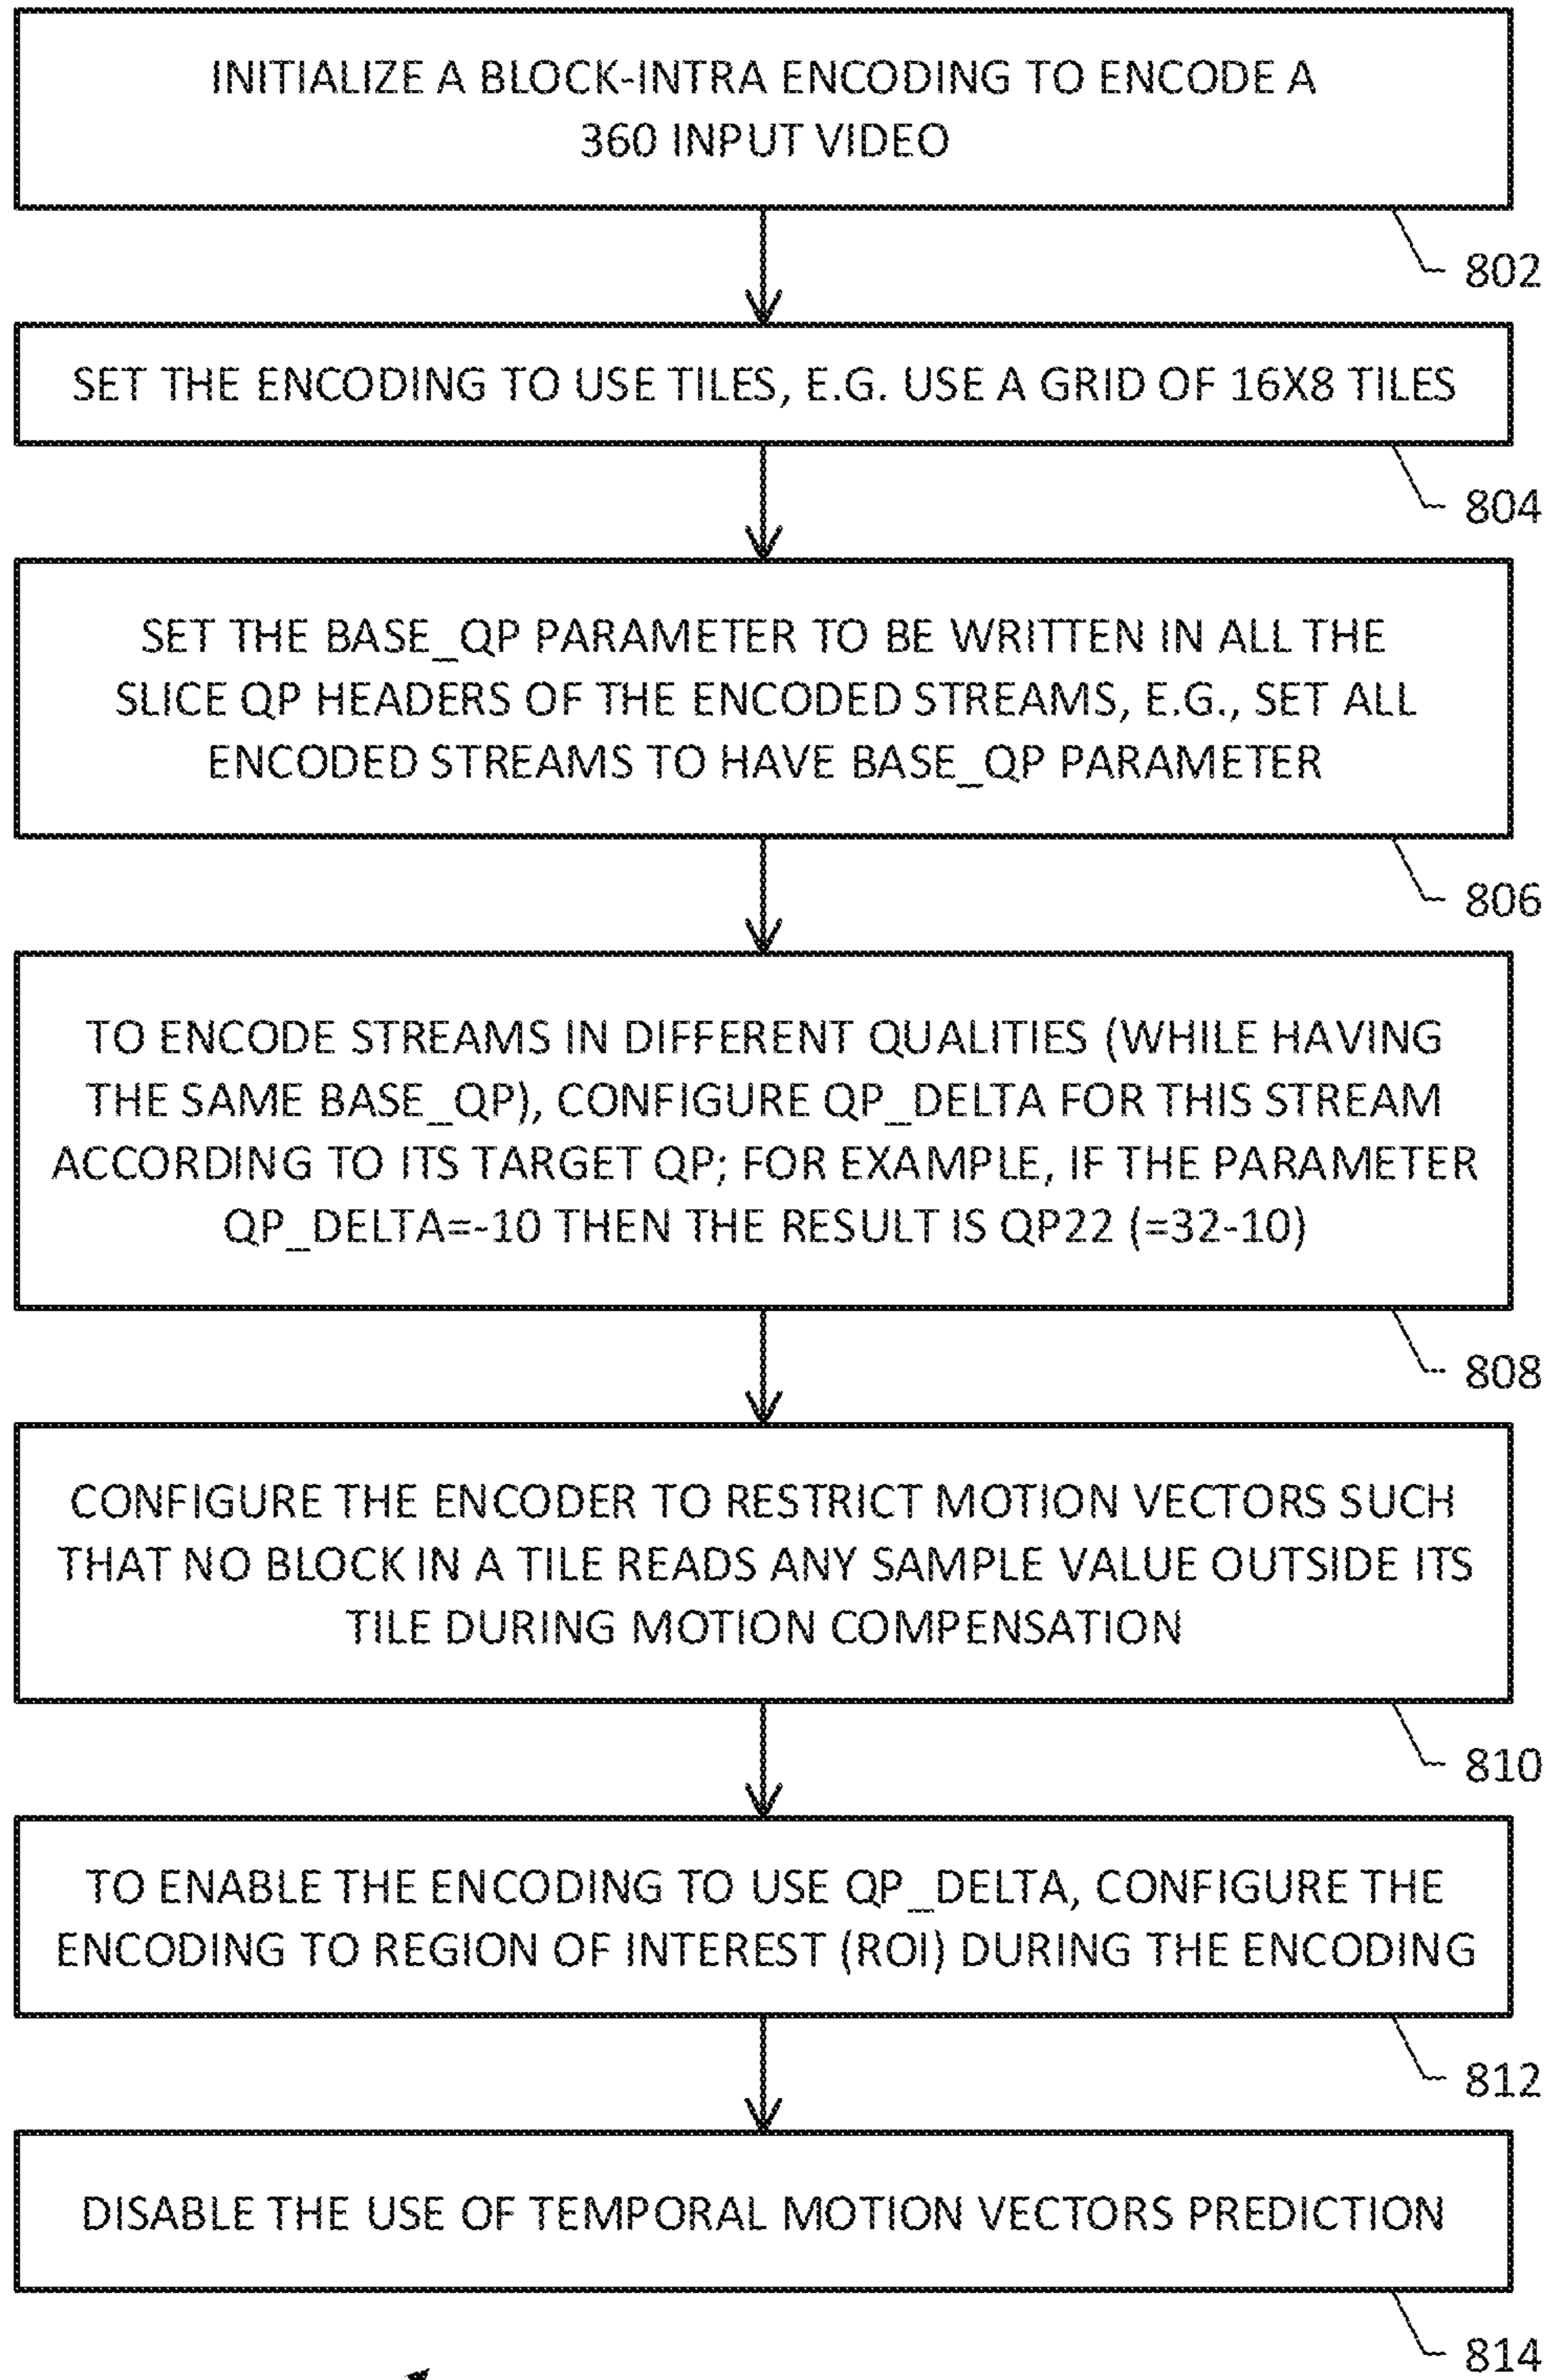 INITIALIZE A BLOCK-INTRA ENCODING TO ENCODE A
360 INPUT VIDEO
802
SET THE ENCODING TO USE TILES, E.G. USE A GRID OF 16X8 TILES
804
SET THE BASE_QP PARAMETER TO BE WRITTEN IN ALL THE
SLICE QP HEADERS OF THE ENCODED STREAMS, E.G., SET ALL
ENCODED STREAMS TO HAVE BASE_QP PARAMETER
806
TO ENCODE STREAMS IN DIFFERENT QUALITIES (WHILE HAVING
THE SAME BASE_QP), CONFIGURE QP_DELTA FOR THIS STREAM
ACCORDING TO ITS TARGET QP; FOR EXAMPLE, IF THE PARAMETER
QP_DELTA=-10 THEN THE RESULT IS QP22 (=32-10)
808
CONFIGURE THE ENCODER TO RESTRICT MOTION VECTORS SUCH
THAT NO BLOCK IN A TILE READS ANY SAMPLE VALUE OUTSIDE ITS
TILE DURING MOTION COMPENSATION
810
TO ENABLE THE ENCODING TO USE QP_DELTA, CONFIGURE THE
ENCODING TO REGION OF INTEREST (ROI) DURING THE ENCODING
812
DISABLE THE USE OF TEMPORAL MOTION VECTORS PREDICTION
814